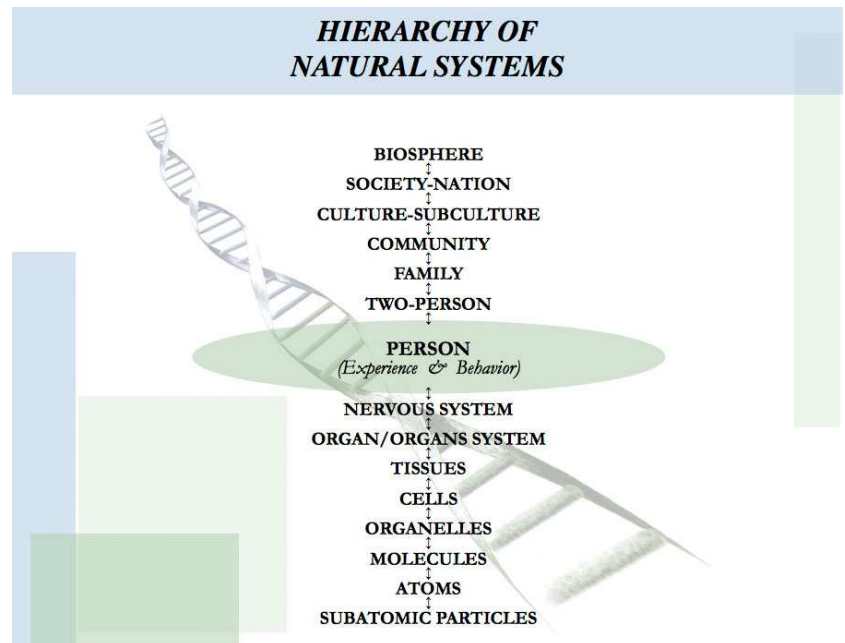 HIERARCHY OF
NATURAL SYSTEMS
BIOSPHERE
↕
SOCIETY-NATION
↕
CULTURE-SUBCULTURE
↕
COMMUNITY
↕
FAMILY
↕
TWO-PERSON
↕
PERSON
(Experience & Behavior)
↕
NERVOUS SYSTEM
↕
ORGAN/ORGANS SYSTEM
↕
TISSUES
↕
CELLS
↕
ORGANELLES
↕
MOLECULES
↕
ATOMS
↕
SUBATOMIC PARTICLES